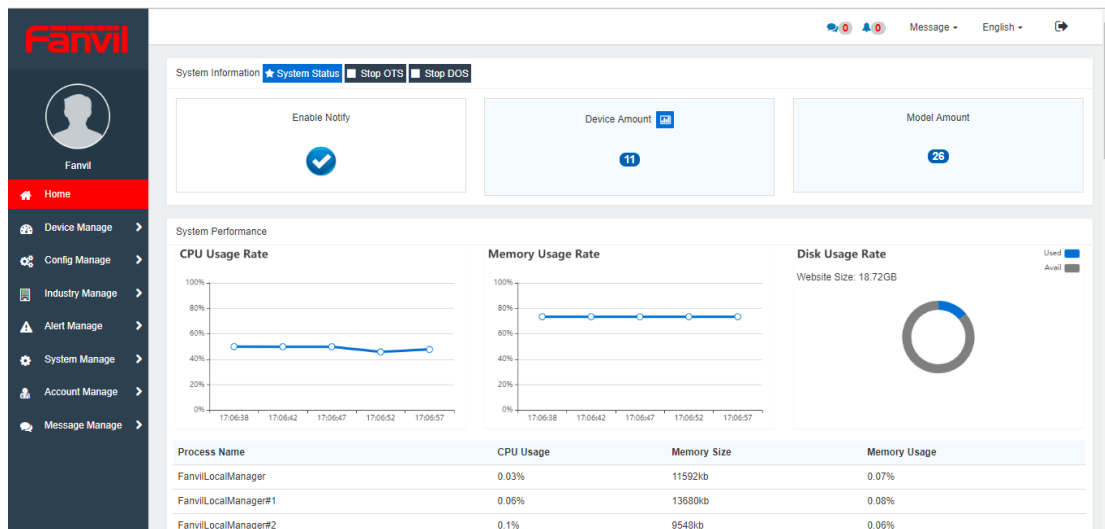 Fanvil
0 0 Message English
System Information System Status Stop OTS Stop DOS
Enable Notify
Device Amount
11
Model Amount
26
Fanvil
Home
Device Manage
Config Manage
Industry Manage
Alert Manage
System Manage
Account Manage
Message Manage
System Performance
CPU Usage Rate
100%
80%
60%
40%
20%
0%
17:06:38 17:06:42 17:06:47 17:06:52 17:06:57
Memory Usage Rate
100%
80%
60%
40%
20%
0%
17:06:38 17:06:42 17:06:47 17:06:52 17:06:57
Disk Usage Rate
Website Size: 18.72GB
Used
Avail
Process Name CPU Usage Memory Size Memory Usage
FanvilLocalManager 0.03% 11592kb 0.07%
FanvilLocalManager#1 0.06% 13680kb 0.08%
FanvilLocalManager#2 0.1% 9548kb 0.06%